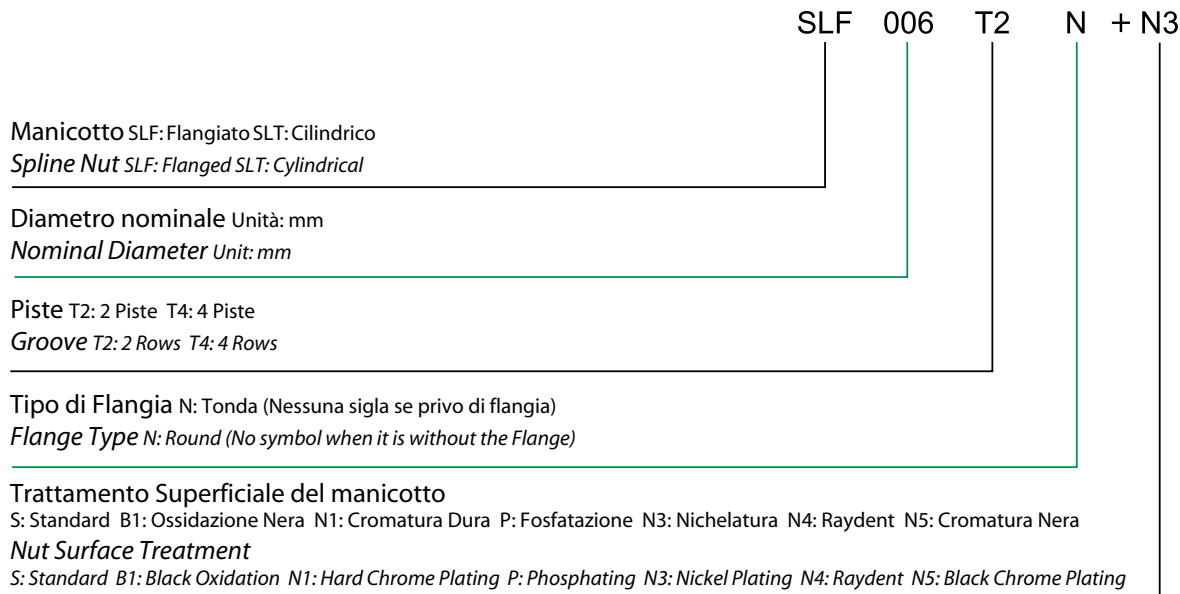 SLF 006 T2 N + N3
Manicotto SLF: Flangiato SLT: Cilindrico
Spline Nut SLF: Flanged SLT: Cylindrical
Diametro nominale Unità: mm
Nominal Diameter Unit: mm
Piste T2: 2 Piste T4: 4 Piste
Groove T2: 2 Rows T4: 4 Rows
Tipo di Flangia N: Tonda (Nessuna sigla se privo di flangia)
Flange Type N: Round (No symbol when it is without the Flange)
Trattamento Superficiale del manicotto
S: Standard B1: Ossidazione Nera N1: Cromatura Dura P: Fosfatazione N3: Nichelatura N4: Raydent N5: Cromatura Nera
Nut Surface Treatment
S: Standard B1: Black Oxidation N1: Hard Chrome Plating P: Phosphating N3: Nickel Plating N4: Raydent N5: Black Chrome Plating